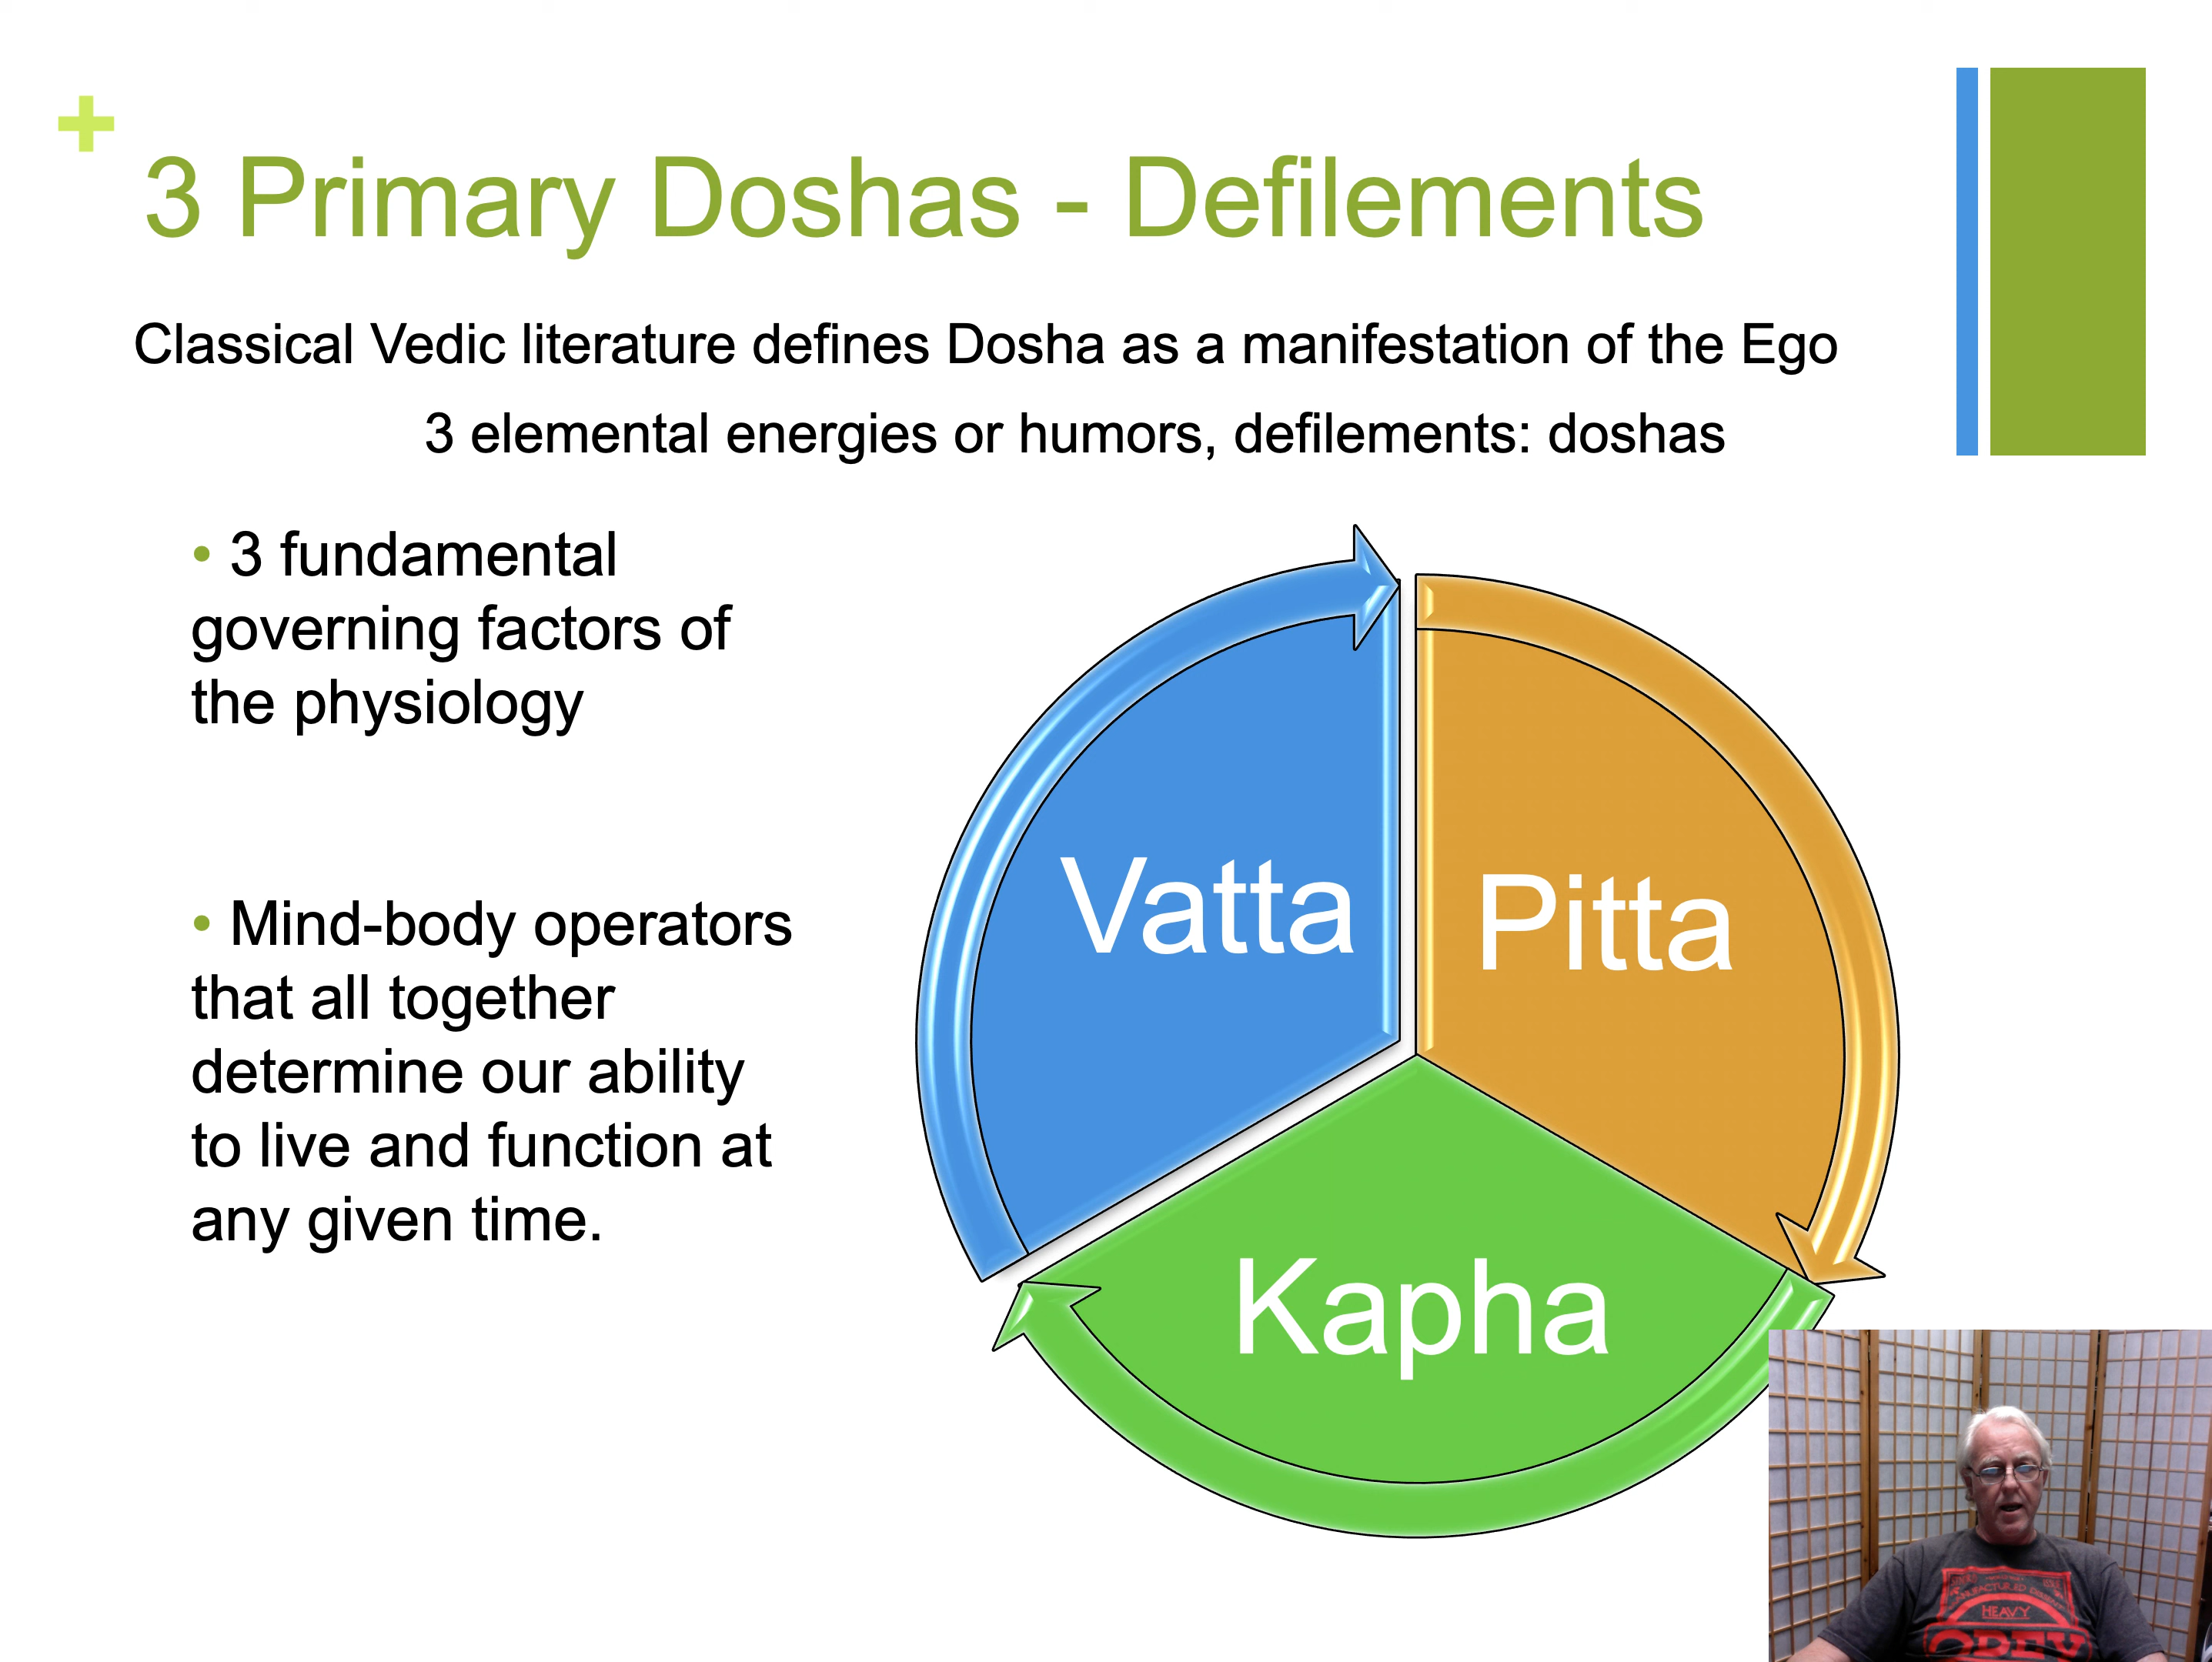 3 Primary Doshas - Defilements
Classical Vedic literature defines Dosha as a manifestation of the Ego
3 elemental energies or humors, defilements: doshas
• 3 fundamental
governing factors of
the physiology
• Mind-body operators
that all together
determine our ability
to live and function at
any given time.
Vatta
Pitta
Kapha
HEAVY
OBEY